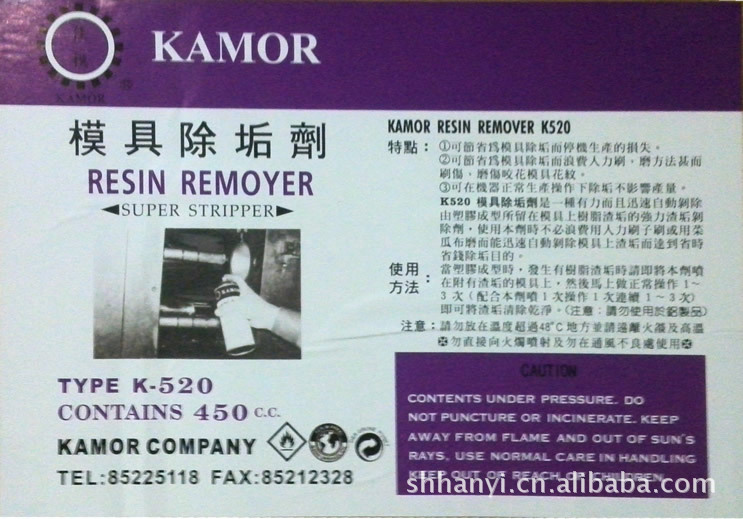 KAMOR
KAMOR
模具除垢劑
RESIN REMOYER
◀SUPER STRIPPER▶
KAMOR
TYPE K-520
CONTAINS 450 C.C.
KAMOR COMPANY
TEL:85225118 FAX:85212328
KAMOR RESIN REMOVER K520
特點：①可節省爲模具除垢而停機生產的損失。
②可節省爲模具除垢而浪費人力刷、磨方法甚而
刷傷、磨傷咬花模具花紋。
③可在機器正常生產操作下除垢不影響產量。
K520 模具除垢劑是一種有力而且迅速自動剝除
由塑膠成型所留在模具上樹脂渣垢的強力渣垢剝
除劑，使用本劑時不必浪費用人力刷子刷或用菜
瓜布磨而能迅速自動剝除模具上渣垢而達到省時
省錢除垢目的。
使用方法：當塑膠成型時，發生有樹脂渣垢時請即將本劑噴
在附有渣垢的模具上，然後馬上做正常操作1～
3次（配合本劑噴1次操作1次連續1～3次）
即可將渣垢清除乾淨。(注意：請勿使用於鋁製品)
注意：請勿放在溫度超過48°C地方並請遠離火源及高溫
※勿直接向火燭噴射及勿在通風不良處使用※
CAUTION
CONTENTS UNDER PRESSURE. DO
NOT PUNCTURE OR INCINERATE. KEEP
AWAY FROM FLAME AND OUT OF SUN'S
RAYS. USE NORMAL CARE IN HANDLING
KEEP OUT OF REACH OF CHILDREN.
shhanyi.cn.alibaba.com